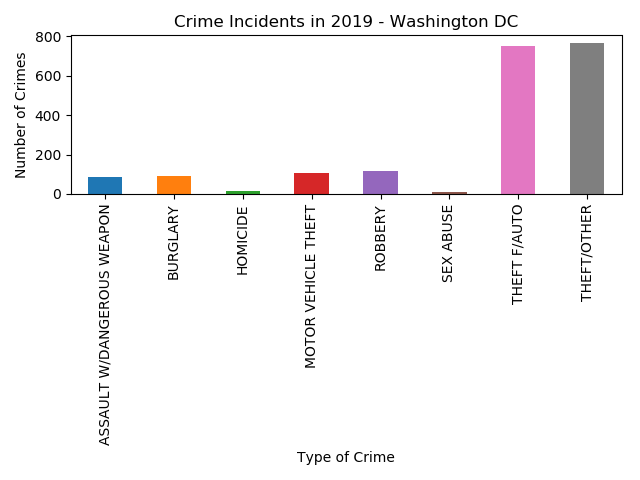 Crime Incidents in 2019 - Washington DC
Number of Crimes
800
600
400
200
0
ASSAULT W/DANGEROUS WEAPON
BURGLARY
HOMICIDE
MOTOR VEHICLE THEFT
ROBBERY
SEX ABUSE
THEFT F/AUTO
THEFT/OTHER
Type of Crime